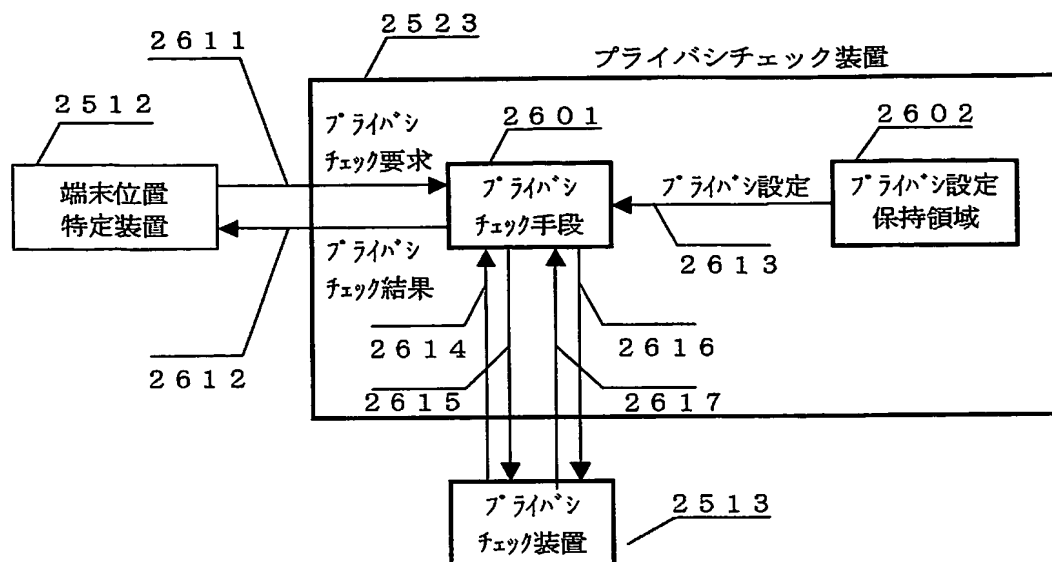 ２６１１
２５２３
プライバシチェック装置
２５１２
プライバシ
チェック要求
２６０１
２６０２
端末位置
特定装置
プライバシ
チェック手段
プライバシ設定
プライバシ設定
保持領域
プライバシ
チェック結果
２６１３
２６１４
２６１６
２６１２
２６１５
２６１７
プライバシ
チェック装置
２５１３